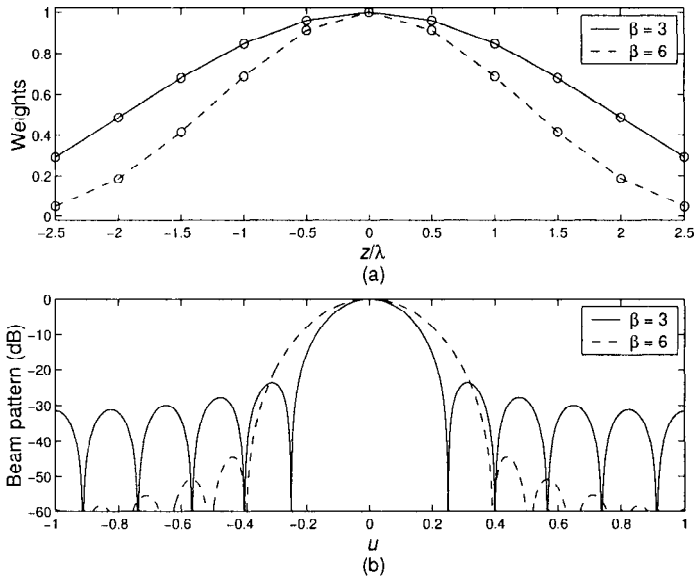 1
0.8
0.6
0.4
0.2
0
Weights
β = 3
β = 6
-2.5 -2 -1.5 -1 -0.5 0 0.5 1 1.5 2 2.5
z/λ
(a)
0
-10
-20
-30
-40
-50
-60
Beam pattern (dB)
β = 3
β = 6
-1 -0.8 -0.6 -0.4 -0.2 0 0.2 0.4 0.6 0.8 1
u
(b)